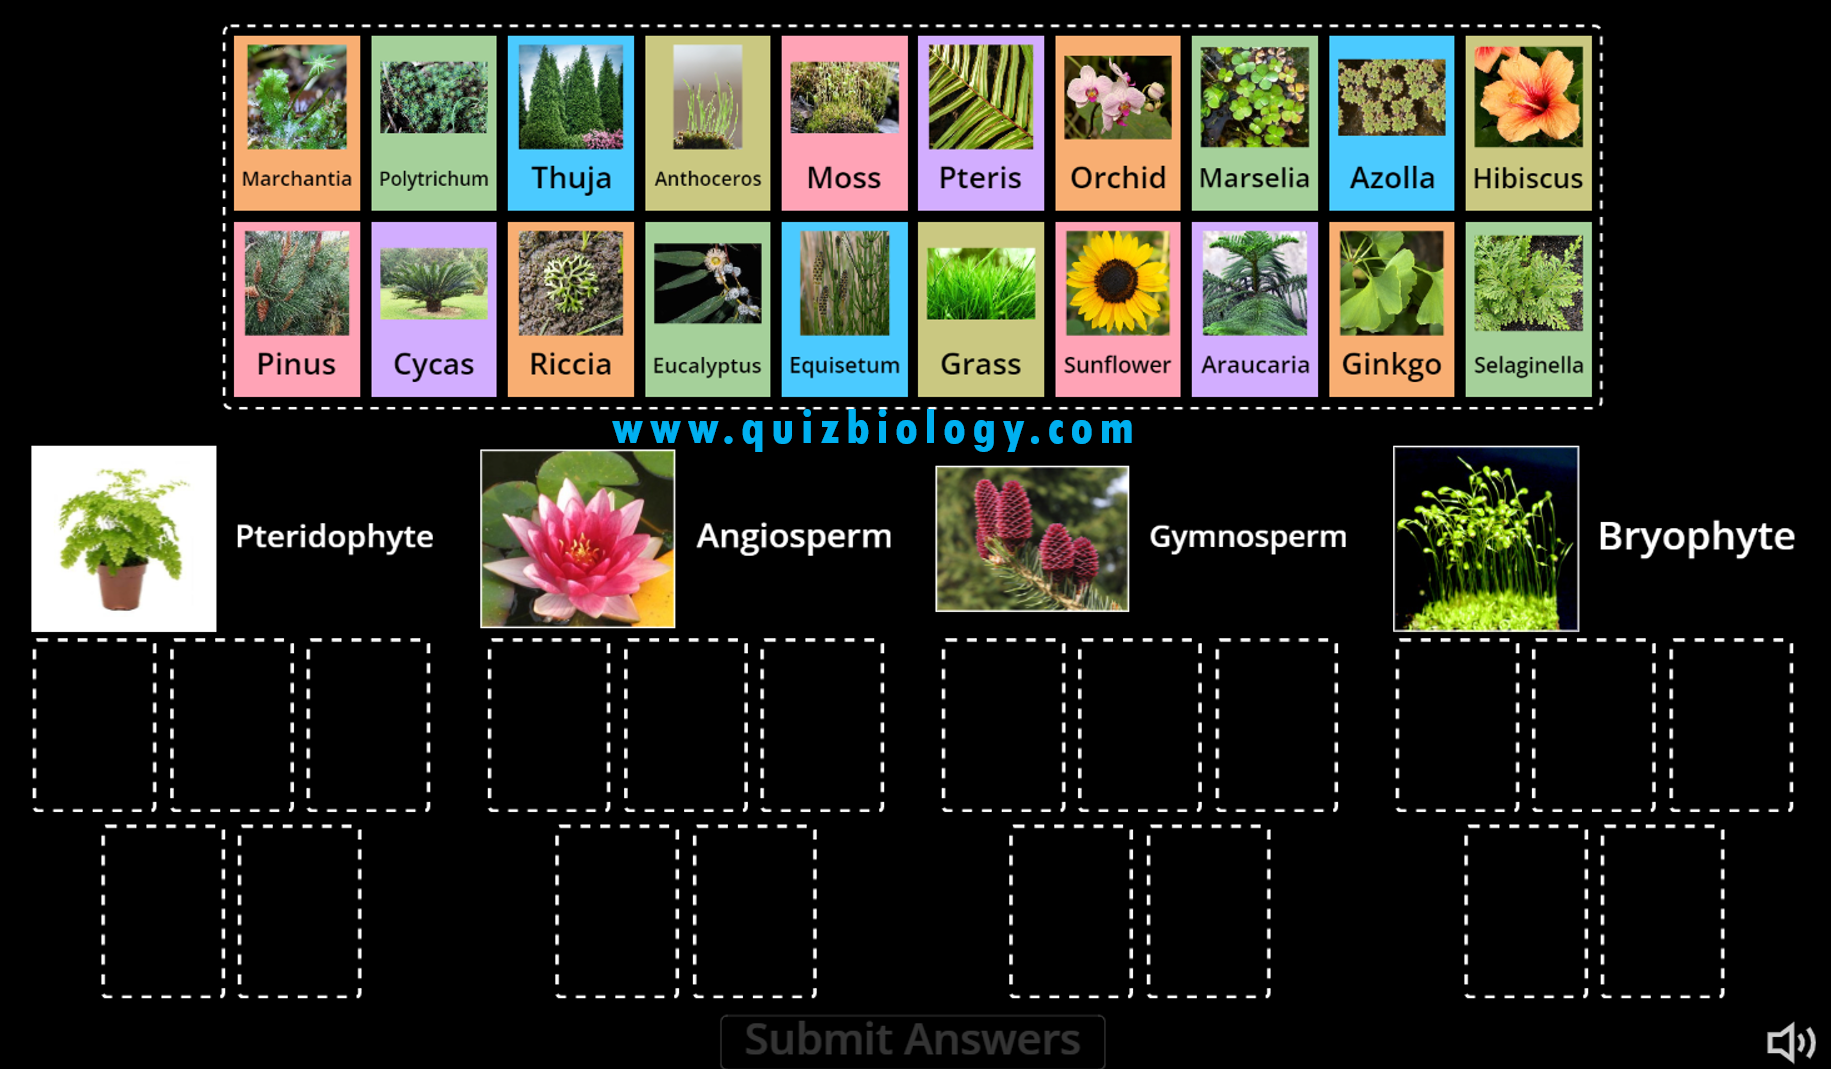 Marchantia Polytrichum Thuja Anthoceros Moss Pteris Orchid Marselia Azolla Hibiscus
Pinus Cycas Riccia Eucalyptus Equisetum Grass Sunflower Araucaria Ginkgo Selaginella
www.quizbiology.com
Pteridophyte Angiosperm Gymnosperm Bryophyte
Submit Answers